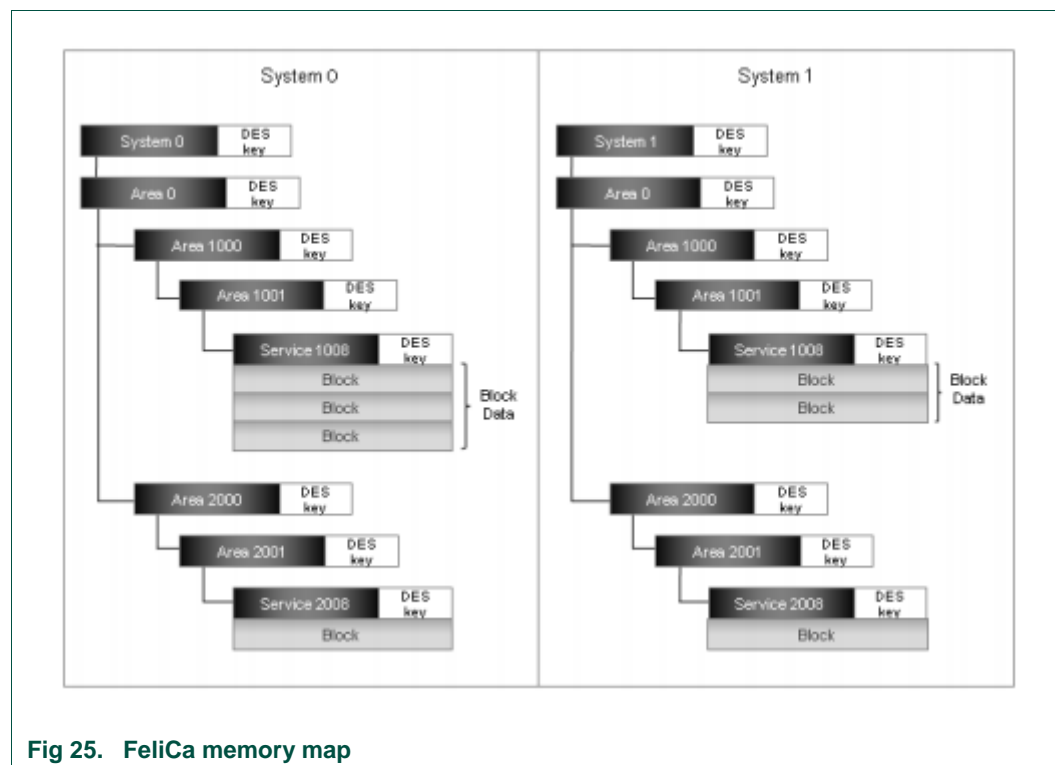 System 0
System 0 DES key
Area 0 DES key
Area 1000 DES key
Area 1001 DES key
Service 1008 DES key
Block
Block
Block
Block Data
Area 2000 DES key
Area 2001 DES key
Service 2008 DES key
Block
System 1
System 1 DES key
Area 0 DES key
Area 1000 DES key
Area 1001 DES key
Service 1008 DES key
Block
Block
Block Data
Area 2000 DES key
Area 2001 DES key
Service 2008 DES key
Block
Fig 25. FeliCa memory map